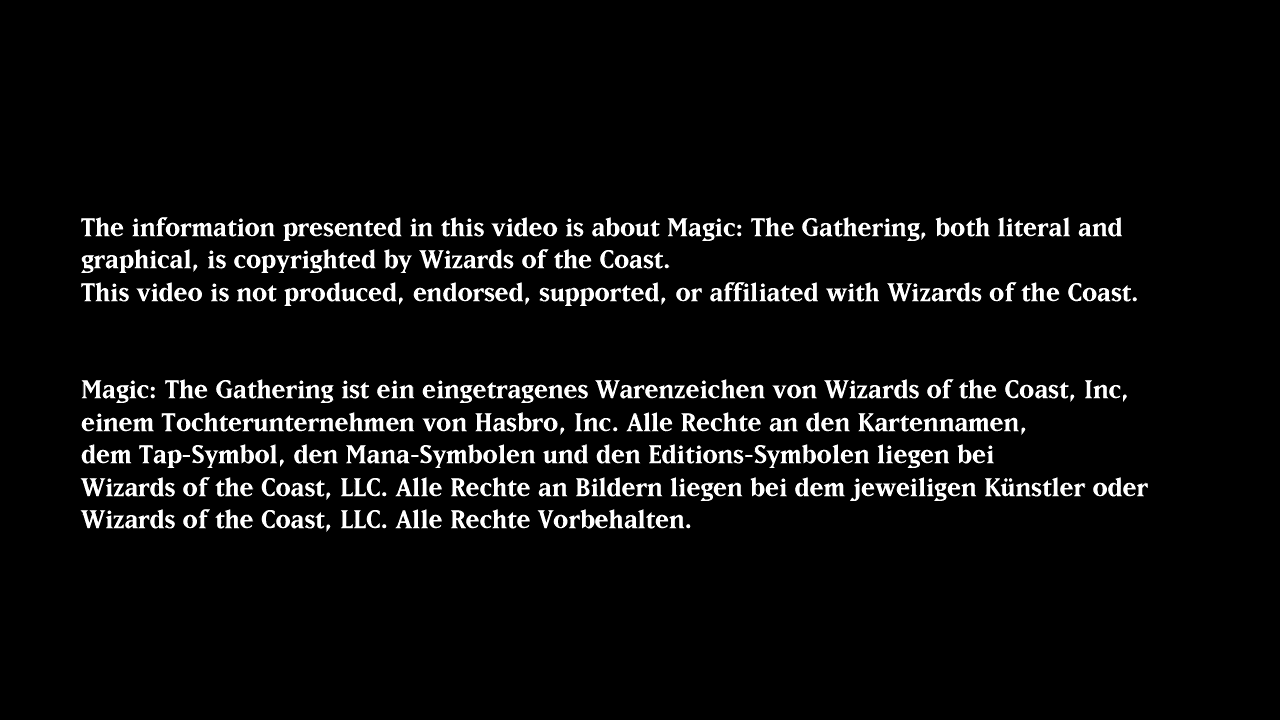 The information presented in this video is about Magic: The Gathering, both literal and
graphical, is copyrighted by Wizards of the Coast.
This video is not produced, endorsed, supported, or affiliated with Wizards of the Coast.
Magic: The Gathering ist ein eingetragenes Warenzeichen von Wizards of the Coast, Inc,
einem Tochterunternehmen von Hasbro, Inc. Alle Rechte an den Kartennamen,
dem Tap-Symbol, den Mana-Symbolen und den Editions-Symbolen liegen bei
Wizards of the Coast, LLC. Alle Rechte an Bildern liegen bei dem jeweiligen Künstler oder
Wizards of the Coast, LLC. Alle Rechte Vorbehalten.